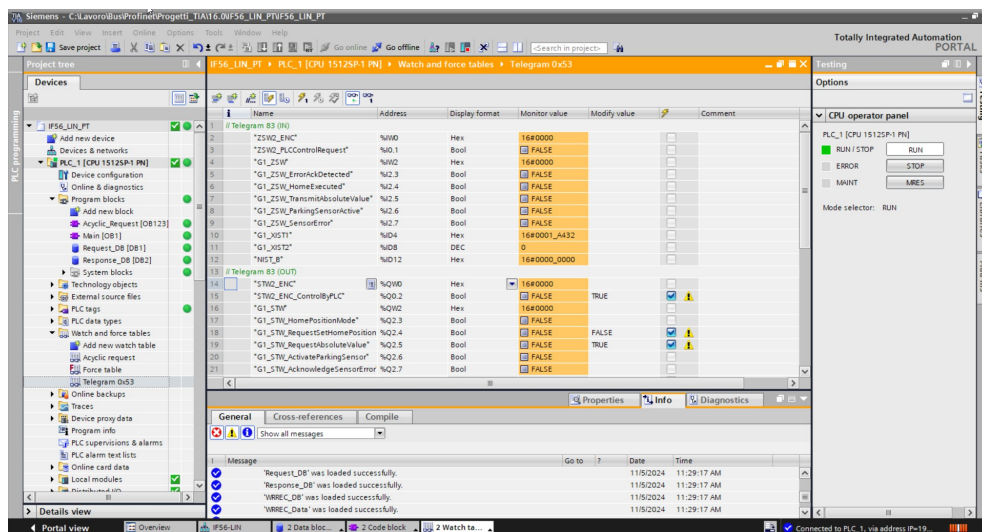 Siemens - C:\Lavoro\Bus\Profinet\Progetti_TIA\16.0\IF56_LIN_PT\IF56_LIN_PT
Project Edit View Insert Online Options Tools Window Help
Totally Integrated Automation
PORTAL
Save project Go online Go offline <Search in project>
Project tree
IF56_LIN_PT PLC_1 [CPU 1512SP-1 PN] Watch and force tables Telegram 0x53
Testing
Devices
Options
PLC programming
i Name Address Display format Monitor value Modify value Comment
1 // Telegram 83 (IN)
2 "ZSW2_ENC" %IW0 Hex 16#0000
3 "ZSW2_PLCControlRequest" %I0.1 Bool FALSE
4 "G1_ZSW" %IW2 Hex 16#0000
5 "G1_ZSW_ErrorAckDetected" %I2.3 Bool FALSE
6 "G1_ZSW_HomeExecuted" %I2.4 Bool FALSE
7 "G1_ZSW_TransmitAbsoluteValue" %I2.5 Bool FALSE
8 "G1_ZSW_ParkingSensorActive" %I2.6 Bool FALSE
9 "G1_ZSW_SensorError" %I2.7 Bool FALSE
10 "G1_XIST1" %ID4 Hex 16#0001_A432
11 "G1_XIST2" %ID8 DEC 0
12 "NIST_B" %ID12 Hex 16#0000_0000
13 // Telegram 83 (OUT)
14 "STW2_ENC" %QW0 Hex 16#0000
15 "STW2_ENC_ControlByPLC" %Q0.2 Bool FALSE TRUE
16 "G1_STW" %QW2 Hex 16#0000
17 "G1_STW_HomePositionMode" %Q2.3 Bool FALSE
18 "G1_STW_RequestSetHomePosition %Q2.4 Bool FALSE FALSE
19 "G1_STW_RequestAbsoluteValue" %Q2.5 Bool FALSE TRUE
20 "G1_STW_ActivateParkingSensor" %Q2.6 Bool FALSE
21 "G1_STW_AcknowledgeSensorError %Q2.7 Bool FALSE
IF56_LIN_PT
Add new device
Devices & networks
PLC_1 [CPU 1512SP-1 PN]
Device configuration
Online & diagnostics
Program blocks
Add new block
Acyclic_Request [OB123]
Main [OB1]
Request_DB [DB1]
Response_DB [DB2]
System blocks
Technology objects
External source files
PLC tags
PLC data types
Watch and force tables
Add new watch table
Acyclic request
Force table
Telegram 0x53
Online backups
Traces
Device proxy data
Program info
PLC supervisions & alarms
PLC alarm text lists
Online card data
Local modules
Distributed I/O
Details view
CPU operator panel
PLC_1 [CPU 1512SP-1 PN]
RUN / STOP RUN
ERROR STOP
MAINT MRES
Mode selector: RUN
Properties Info Diagnostics
General Cross-references Compile
Show all messages
! Message Go to ? Date Time
'Request_DB' was loaded successfully. 11/5/2024 11:29:17 AM
'Response_DB' was loaded successfully. 11/5/2024 11:29:17 AM
'WRREC_DB' was loaded successfully. 11/5/2024 11:29:17 AM
'WRREC_Data' was loaded successfully. 11/5/2024 11:29:17 AM
Portal view Overview IF56-LIN 2 Data bloc... 2 Code block 2 Watch ta... Connected to PLC_1, via address IP=19...